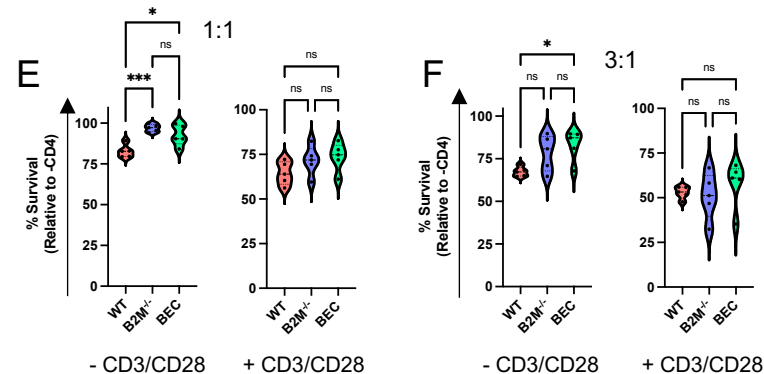 E
1:1
*
ns
***
% Survival
(Relative to -CD4)
100
75
50
25
0
WT
B2M-/-
BEC
- CD3/CD28
ns
ns
ns
100
75
50
25
0
WT
B2M-/-
BEC
+ CD3/CD28
F
3:1
*
ns
ns
% Survival
(Relative to -CD4)
100
75
50
25
0
WT
B2M-/-
BEC
- CD3/CD28
ns
ns
ns
100
75
50
25
0
WT
B2M-/-
BEC
+ CD3/CD28